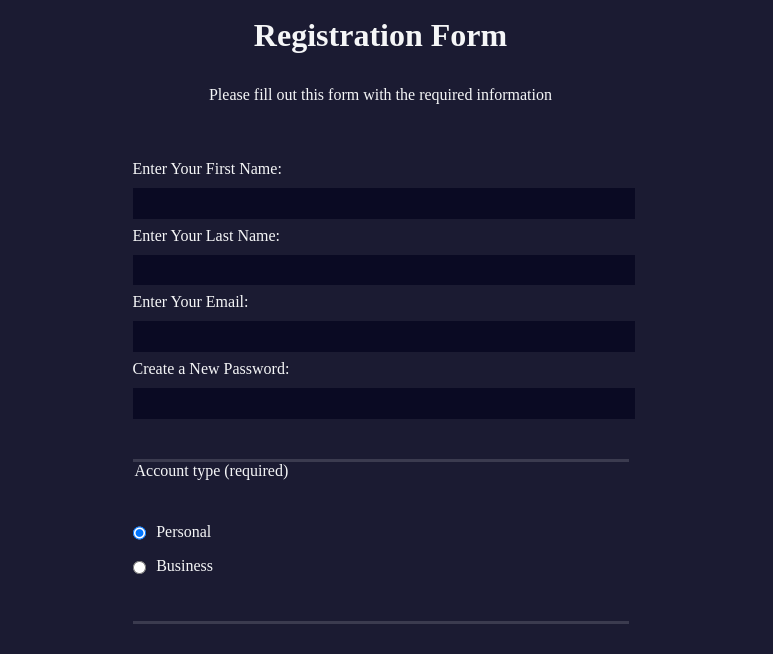 Registration Form
Please fill out this form with the required information
Enter Your First Name:
Enter Your Last Name:
Enter Your Email:
Create a New Password:
Account type (required)
Personal
Business